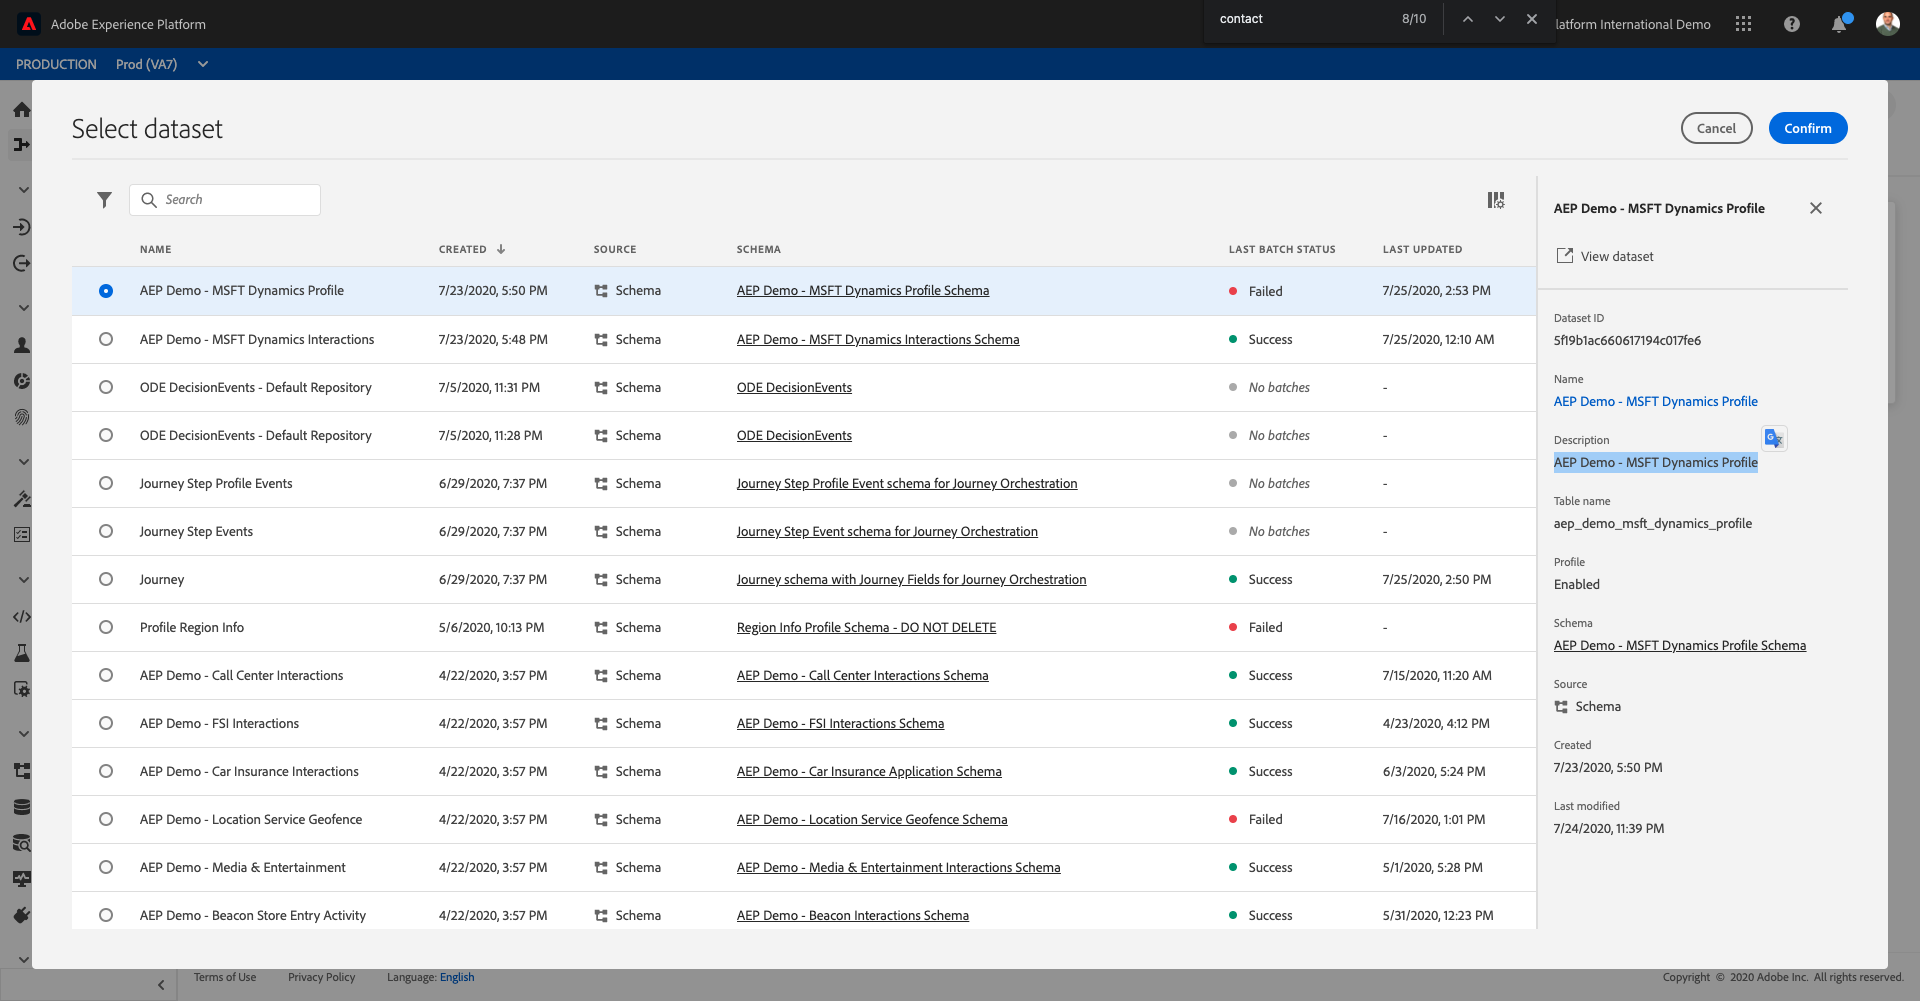 Adobe Experience Platform
contact
8/10
latform International Demo
PRODUCTION Prod (VA7)
Select dataset
Cancel
Confirm
Search
NAME CREATED SOURCE SCHEMA LAST BATCH STATUS LAST UPDATED
AEP Demo - MSFT Dynamics Profile 7/23/2020, 5:50 PM Schema AEP Demo - MSFT Dynamics Profile Schema Failed 7/25/2020, 2:53 PM
AEP Demo - MSFT Dynamics Interactions 7/23/2020, 5:48 PM Schema AEP Demo - MSFT Dynamics Interactions Schema Success 7/25/2020, 12:10 AM
ODE DecisionEvents - Default Repository 7/5/2020, 11:31 PM Schema ODE DecisionEvents No batches -
ODE DecisionEvents - Default Repository 7/5/2020, 11:28 PM Schema ODE DecisionEvents No batches -
Journey Step Profile Events 6/29/2020, 7:37 PM Schema Journey Step Profile Event schema for Journey Orchestration No batches -
Journey Step Events 6/29/2020, 7:37 PM Schema Journey Step Event schema for Journey Orchestration No batches -
Journey 6/29/2020, 7:37 PM Schema Journey schema with Journey Fields for Journey Orchestration Success 7/25/2020, 2:50 PM
Profile Region Info 5/6/2020, 10:13 PM Schema Region Info Profile Schema - DO NOT DELETE Failed -
AEP Demo - Call Center Interactions 4/22/2020, 3:57 PM Schema AEP Demo - Call Center Interactions Schema Success 7/15/2020, 11:20 AM
AEP Demo - FSI Interactions 4/22/2020, 3:57 PM Schema AEP Demo - FSI Interactions Schema Success 4/23/2020, 4:12 PM
AEP Demo - Car Insurance Interactions 4/22/2020, 3:57 PM Schema AEP Demo - Car Insurance Application Schema Success 6/3/2020, 5:24 PM
AEP Demo - Location Service Geofence 4/22/2020, 3:57 PM Schema AEP Demo - Location Service Geofence Schema Failed 7/16/2020, 1:01 PM
AEP Demo - Media & Entertainment 4/22/2020, 3:57 PM Schema AEP Demo - Media & Entertainment Interactions Schema Success 5/1/2020, 5:28 PM
AEP Demo - Beacon Store Entry Activity 4/22/2020, 3:57 PM Schema AEP Demo - Beacon Interactions Schema Success 5/31/2020, 12:23 PM
AEP Demo - MSFT Dynamics Profile
View dataset
Dataset ID
5f19b1ac660617194c017fe6
Name
AEP Demo - MSFT Dynamics Profile
Description
AEP Demo - MSFT Dynamics Profile
Table name
aep_demo_msft_dynamics_profile
Profile
Enabled
Schema
AEP Demo - MSFT Dynamics Profile Schema
Source
Schema
Created
7/23/2020, 5:50 PM
Last modified
7/24/2020, 11:39 PM
Terms of Use Privacy Policy Language: English
Copyright © 2020 Adobe Inc. All rights reserved.